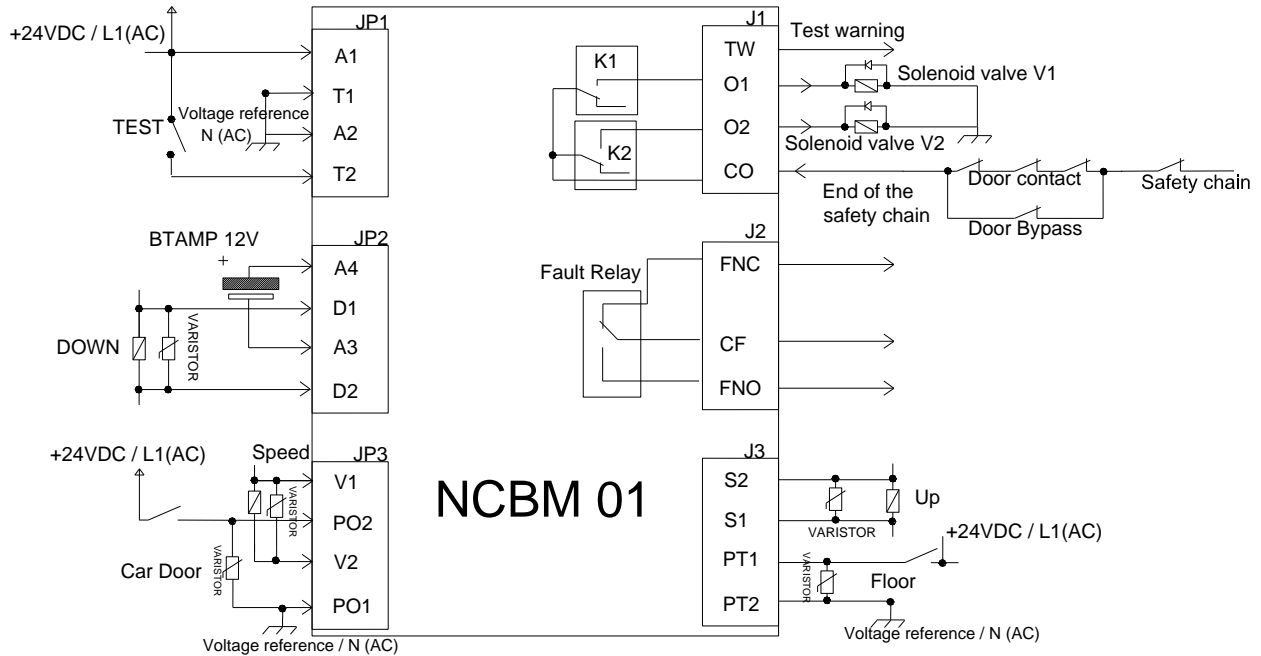 +24VDC / L1(AC)
JP1
A1
T1
Voltage reference
N (AC)
TEST
A2
T2
BTAMP 12V
+
JP2
A4
D1
VARISTOR
DOWN
A3
D2
+24VDC / L1(AC)
Speed
JP3
V1
VARISTOR
PO2
V2
Car Door
VARISTOR
PO1
Voltage reference / N (AC)
NCBM 01
K1
K2
J1
TW
Test warning
O1
Solenoid valve V1
O2
Solenoid valve V2
CO
End of the
safety chain
Door contact
Safety chain
Door Bypass
J2
Fault Relay
FNC
CF
FNO
J3
S2
Up
S1
VARISTOR
+24VDC / L1(AC)
PT1
VARISTOR
Floor
PT2
Voltage reference / N (AC)